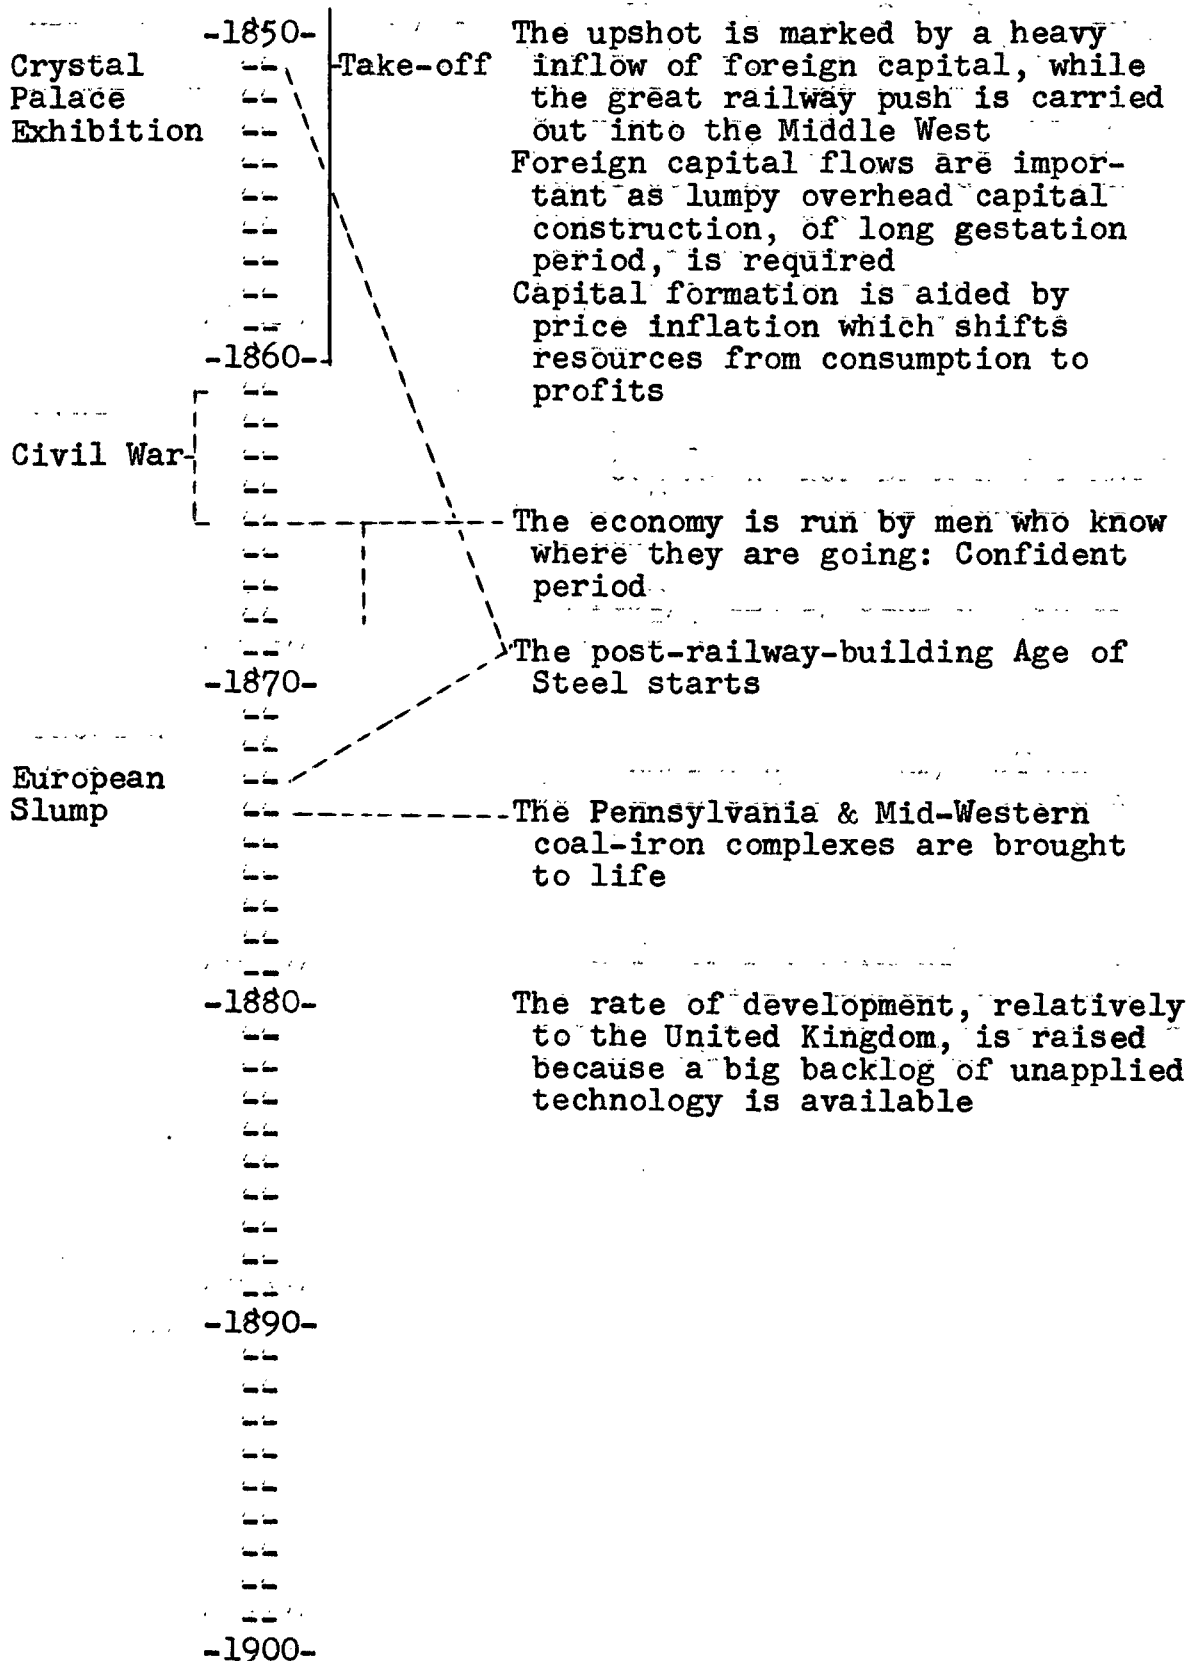 -1850-
Crystal
Palace
Exhibition
Take-off
The upshot is marked by a heavy
inflow of foreign capital, while
the great railway push is carried
out into the Middle West
Foreign capital flows are impor-
tant as lumpy overhead capital
construction, of long gestation
period, is required
Capital formation is aided by
price inflation which shifts
resources from consumption to
profits
-1860-
Civil War
The economy is run by men who know
where they are going: Confident
period
The post-railway-building Age of
Steel starts
-1870-
European
Slump
The Pennsylvania & Mid-Western
coal-iron complexes are brought
to life
-1880-
The rate of development, relatively
to the United Kingdom, is raised
because a big backlog of unapplied
technology is available
-1890-
-1900-